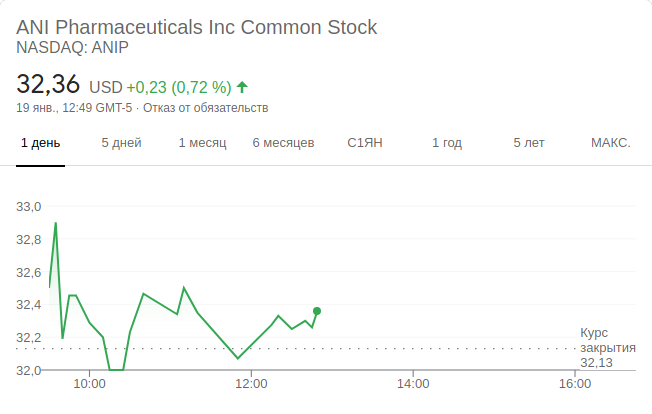 ANI Pharmaceuticals Inc Common Stock
NASDAQ: ANIP
32,36 USD +0,23 (0,72 %)
19 янв., 12:49 GMT-5 · Отказ от обязательств
1 день 5 дней 1 месяц 6 месяцев С1ЯН 1 год 5 лет МАКС.
33,0
32,8
32,6
32,4
32,2
32,0
Курс
закрытия
32,13
10:00 12:00 14:00 16:00